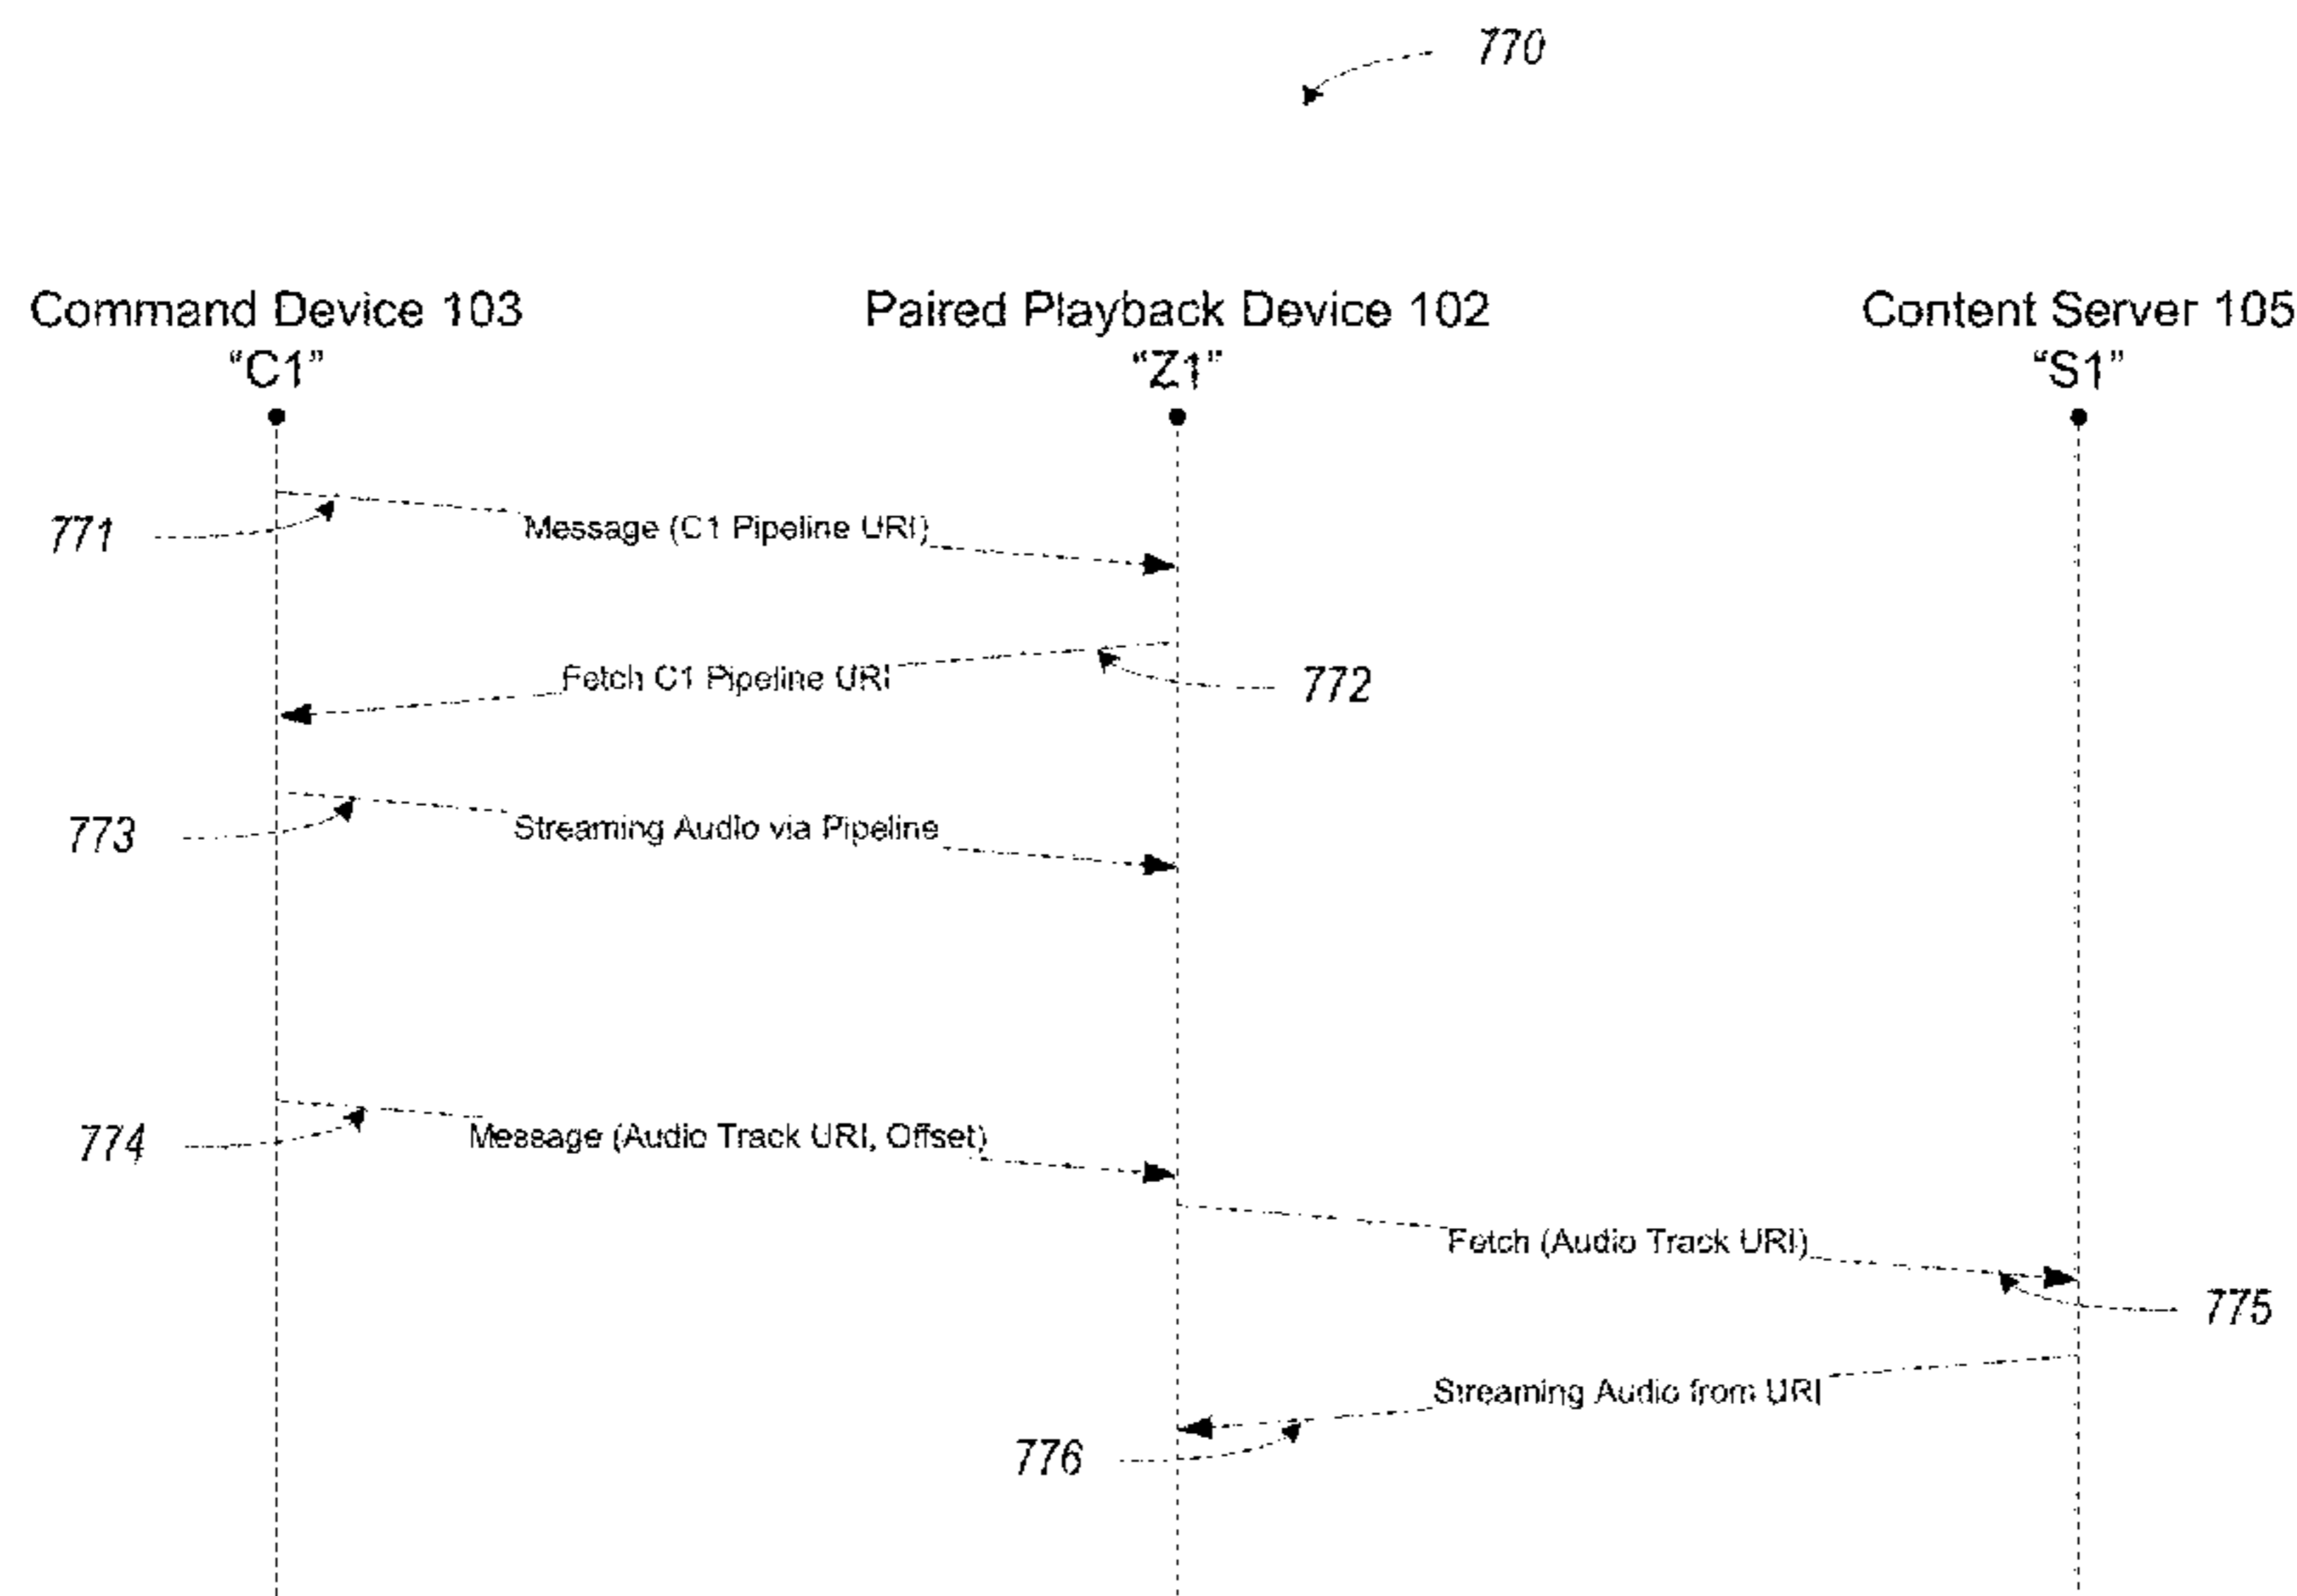 770
Command Device 103
"C1"
Paired Playback Device 102
"Z1"
Content Server 105
"S1"
771
Message (C1 Pipeline URI)
Fetch C1 Pipeline URI
772
773
Streaming Audio via Pipeline
774
Message (Audio Track URI, Offset)
Fetch (Audio Track URI)
775
Streaming Audio from URI
776